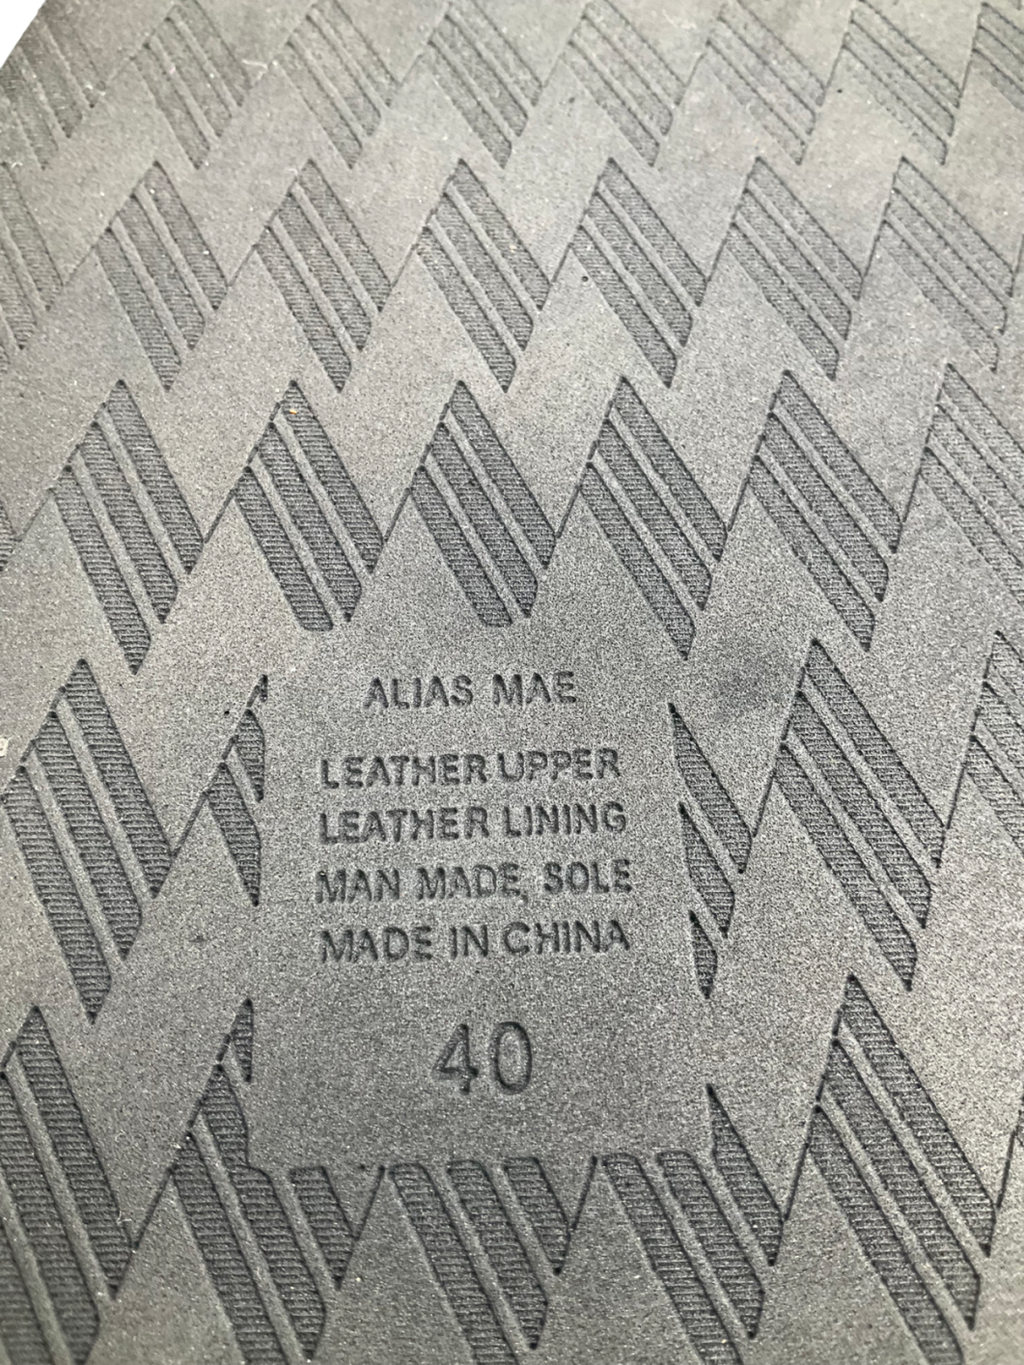 ALIAS MAE
LEATHER UPPER
LEATHER LINING
MAN MADE, SOLE
MADE IN CHINA
40